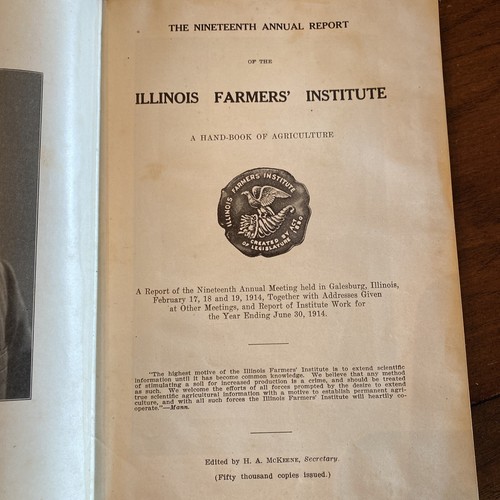 THE NINETEENTH ANNUAL REPORT
OF THE
ILLINOIS FARMERS' INSTITUTE
A HAND-BOOK OF AGRICULTURE
ILLINOIS FARMERS INSTITUTE
CREATED BY ACT
OF LEGISLATURE 1890
A Report of the Nineteenth Annual Meeting held in Galesburg, Illinois,
February 17, 18 and 19, 1914, Together with Addresses Given
at Other Meetings, and Report of Institute Work for
the Year Ending June 30, 1914.
"The highest motive of the Illinois Farmers' Institute is to extend scientific
information until it has become common knowledge. We believe that any method
of stimulating a soil for increased production is a crime, and should be treated
as such. We welcome the efforts of all forces prompted by the desire to extend
true scientific agricultural information with a motive to establish permanent agri-
culture, and with all such forces the Illinois Farmers' Institute will heartily co-
operate."—Mann.
Edited by H. A. McKeene, Secretary.
(Fifty thousand copies issued.)